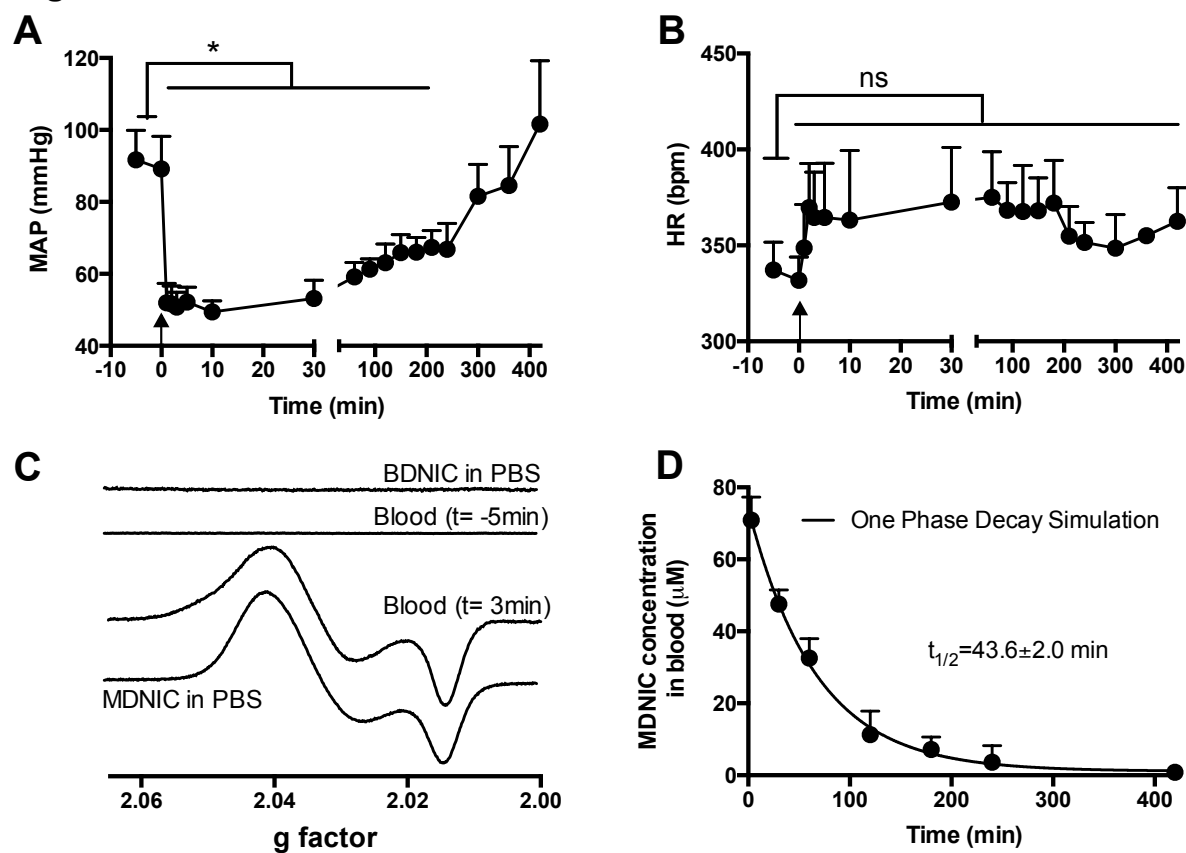 A
*
120
100
80
60
40
MAP (mmHg)
-10 0 10 20 30 100 200 300 400
Time (min)
B
ns
450
400
350
300
HR (bpm)
-10 0 10 20 30 100 200 300 400
Time (min)
C
BDNIC in PBS
Blood (t= -5min)
Blood (t= 3min)
MDNIC in PBS
2.06 2.04 2.02 2.00
g factor
D
80
60
40
20
0
MDNIC concentration
in blood (μM)
One Phase Decay Simulation
t1/2=43.6±2.0 min
0 100 200 300 400
Time (min)